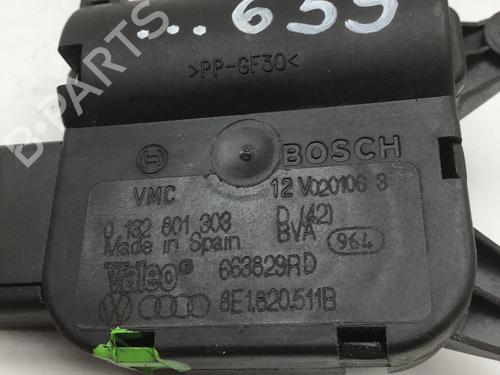 ...659
>PP-GF30<
BOSCH
VMC 12 V020106 3
0 132 801 303 D (42)
Made in Spain BVA 964
Valeo® 663829RD
8E1.820.511B
B-PARTS